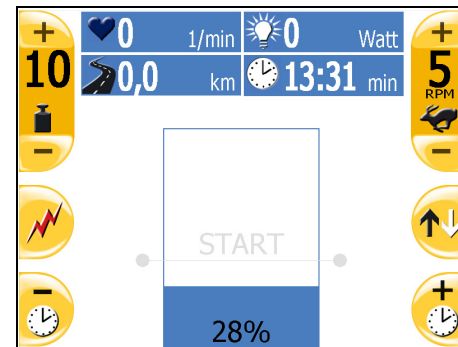 +
0 1/min
0 Watt
+
10
0,0 km
13:31 min
5
RPM
−
−
START
−
+
28%